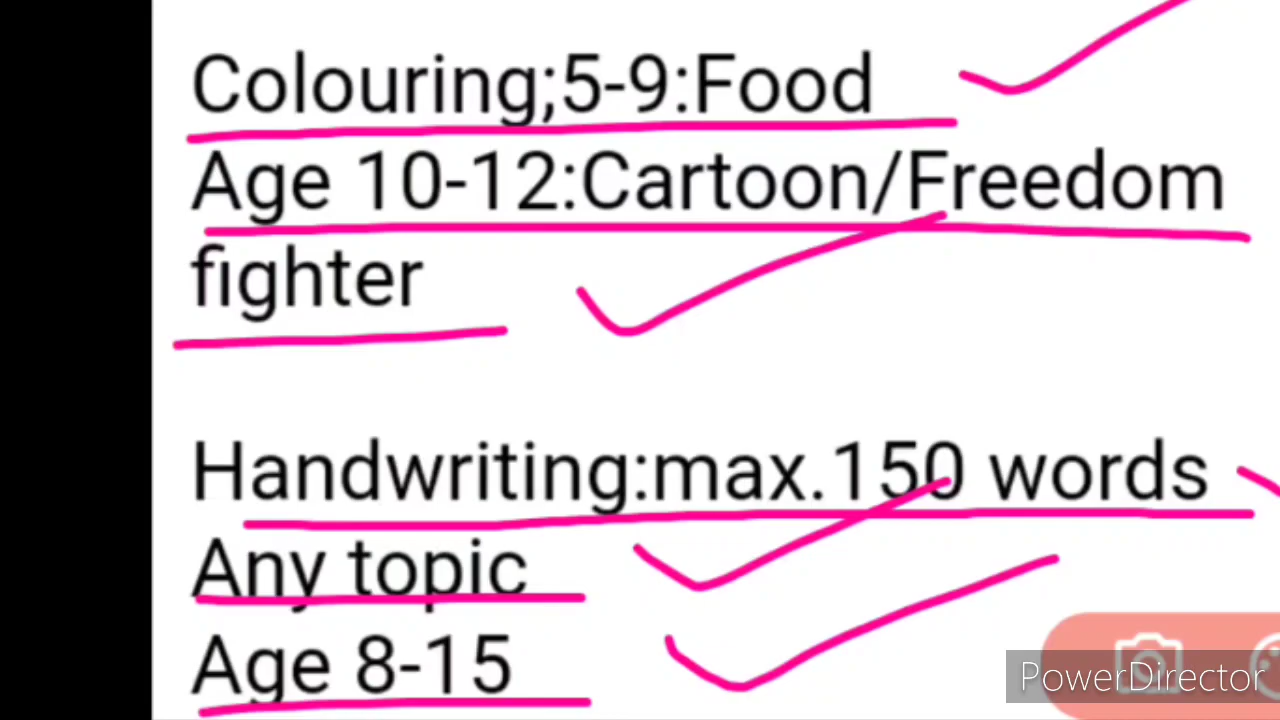 Colouring;5-9:Food
Age 10-12:Cartoon/Freedom
fighter
Handwriting:max.150 words
Any topic
Age 8-15
PowerDirector